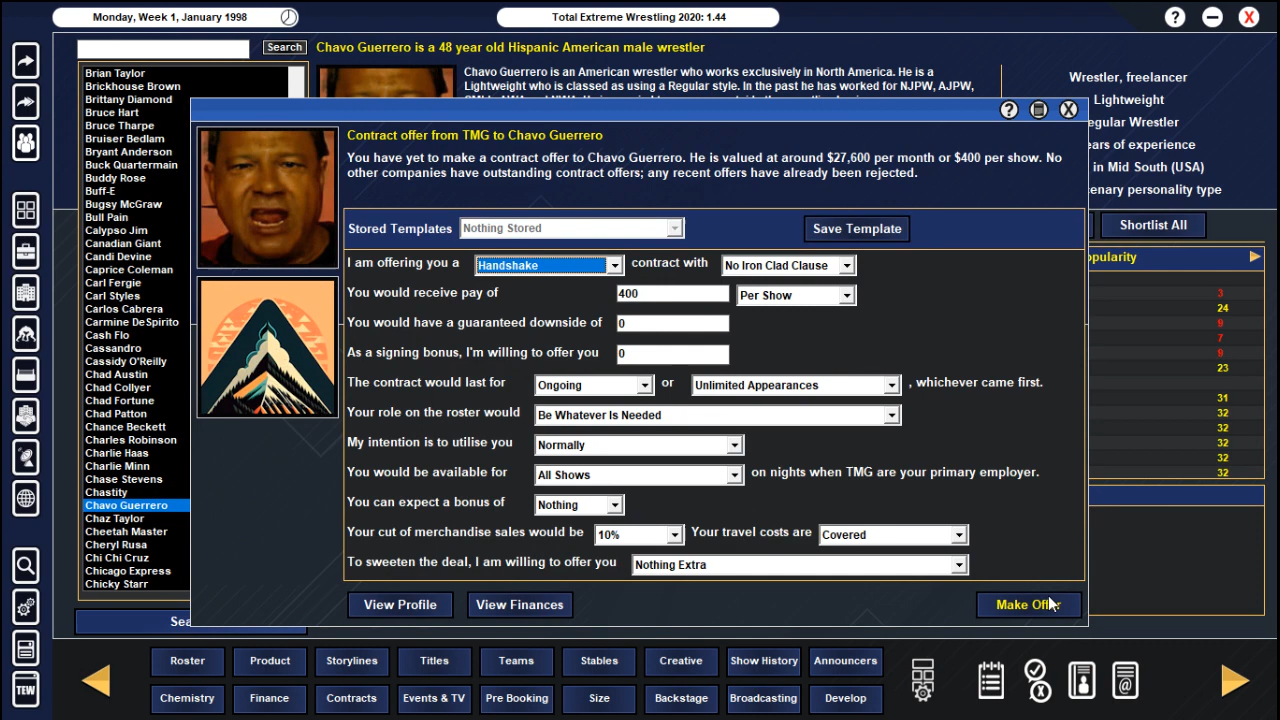 Monday, Week 1, January 1998
Total Extreme Wrestling 2020: 1.44
?
X
Search
Chavo Guerrero is a 48 year old Hispanic American male wrestler
Brian Taylor
Brickhouse Brown
Brittany Diamond
Bruce Hart
Bruce Tharpe
Bruiser Bedlam
Bryant Anderson
Buck Quartermain
Buddy Rose
Buff-E
Bugsy McGraw
Bull Pain
Calypso Jim
Canadian Giant
Candi Devine
Caprice Coleman
Carl Fergie
Carl Styles
Carlos Cabrera
Carmine DeSpirito
Cash Flo
Cassandro
Cassidy O'Reilly
Chad Austin
Chad Collyer
Chad Fortune
Chad Patton
Chance Beckett
Charles Robinson
Charlie Haas
Charlie Minn
Chase Stevens
Chastity
Chavo Guerrero
Chaz Taylor
Cheetah Master
Cheryl Rusa
Chi Chi Cruz
Chicago Express
Chicky Starr
Chavo Guerrero is an American wrestler who works exclusively in North America. He is a
Lightweight who is classed as using a Regular style. In the past he has worked for NJPW, AJPW,
Wrestler, freelancer
Lightweight
egular Wrestler
ears of experience
in Mid South (USA)
enary personality type
Shortlist All
opularity
3
24
9
7
9
23
31
32
32
32
32
32
? X
Contract offer from TMG to Chavo Guerrero
You have yet to make a contract offer to Chavo Guerrero. He is valued at around $27,600 per month or $400 per show. No
other companies have outstanding contract offers; any recent offers have already been rejected.
Stored Templates Nothing Stored Save Template
I am offering you a Handshake contract with No Iron Clad Clause
You would receive pay of 400 Per Show
You would have a guaranteed downside of 0
As a signing bonus, I'm willing to offer you 0
The contract would last for Ongoing or Unlimited Appearances , whichever came first.
Your role on the roster would Be Whatever Is Needed
My intention is to utilise you Normally
You would be available for All Shows on nights when TMG are your primary employer.
You can expect a bonus of Nothing
Your cut of merchandise sales would be 10% Your travel costs are Covered
To sweeten the deal, I am willing to offer you Nothing Extra
View Profile View Finances Make Offer
Sea
Roster Product Storylines Titles Teams Stables Creative Show History Announcers
Chemistry Finance Contracts Events & TV Pre Booking Size Backstage Broadcasting Develop
TEW